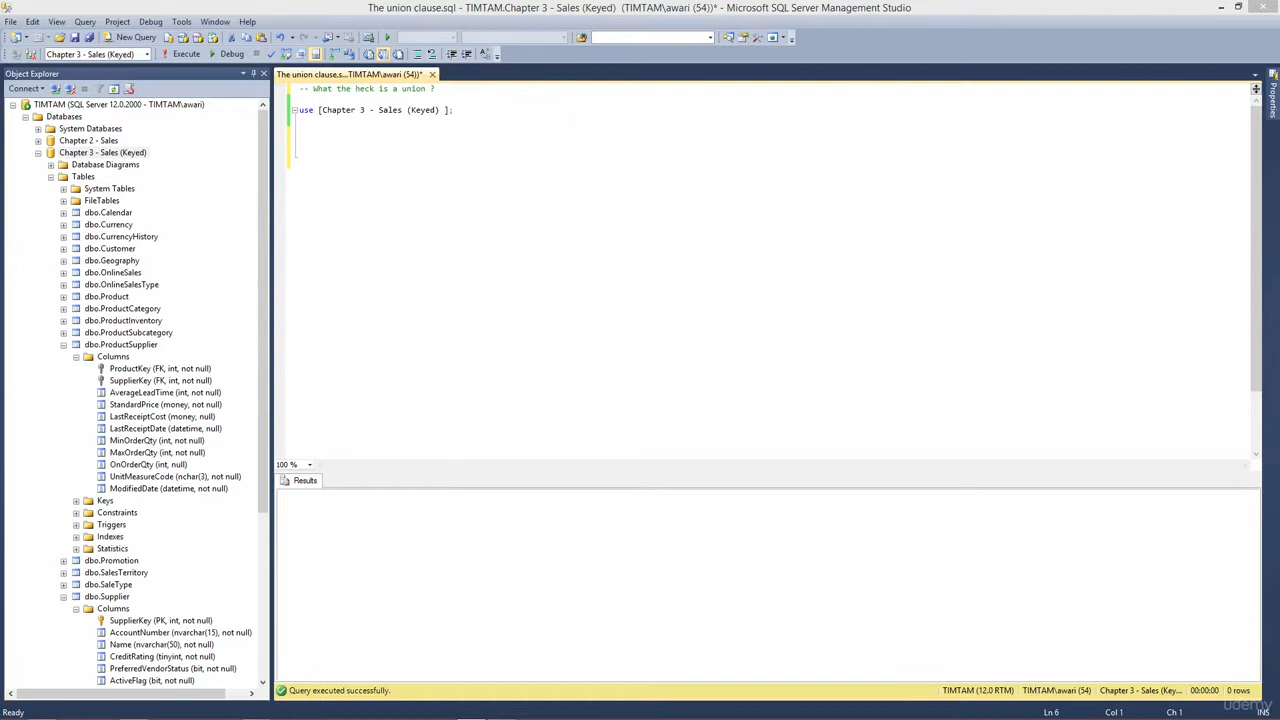 The union clause.sql - TIMTAM.Chapter 3 - Sales (Keyed) (TIMTAM\awari (54))* - Microsoft SQL Server Management Studio
File Edit View Query Project Debug Tools Window Help
New Query
Chapter 3 - Sales (Keyed) Execute Debug
Object Explorer
The union clause.s...TIMTAM\awari (54))*
Connect
-- What the heck is a union ?
use [Chapter 3 - Sales (Keyed) ];
Properties
TIMTAM (SQL Server 12.0.2000 - TIMTAM\awari)
Databases
System Databases
Chapter 2 - Sales
Chapter 3 - Sales (Keyed)
Database Diagrams
Tables
System Tables
FileTables
dbo.Calendar
dbo.Currency
dbo.CurrencyHistory
dbo.Customer
dbo.Geography
dbo.OnlineSales
dbo.OnlineSalesType
dbo.Product
dbo.ProductCategory
dbo.ProductInventory
dbo.ProductSubcategory
dbo.ProductSupplier
Columns
ProductKey (FK, int, not null)
SupplierKey (FK, int, not null)
AverageLeadTime (int, not null)
StandardPrice (money, not null)
LastReceiptCost (money, null)
LastReceiptDate (datetime, null)
MinOrderQty (int, not null)
MaxOrderQty (int, not null)
OnOrderQty (int, null)
UnitMeasureCode (nchar(3), not null)
ModifiedDate (datetime, not null)
Keys
Constraints
Triggers
Indexes
Statistics
dbo.Promotion
dbo.SalesTerritory
dbo.SaleType
dbo.Supplier
Columns
SupplierKey (PK, int, not null)
AccountNumber (nvarchar(15), not null)
Name (nvarchar(50), not null)
CreditRating (tinyint, not null)
PreferredVendorStatus (bit, not null)
ActiveFlag (bit, not null)
100 %
Results
Query executed successfully. TIMTAM (12.0 RTM) TIMTAM\awari (54) Chapter 3 - Sales (Key... 00:00:00 0 rows
udemy
Ready Ln 6 Col 1 Ch 1 INS